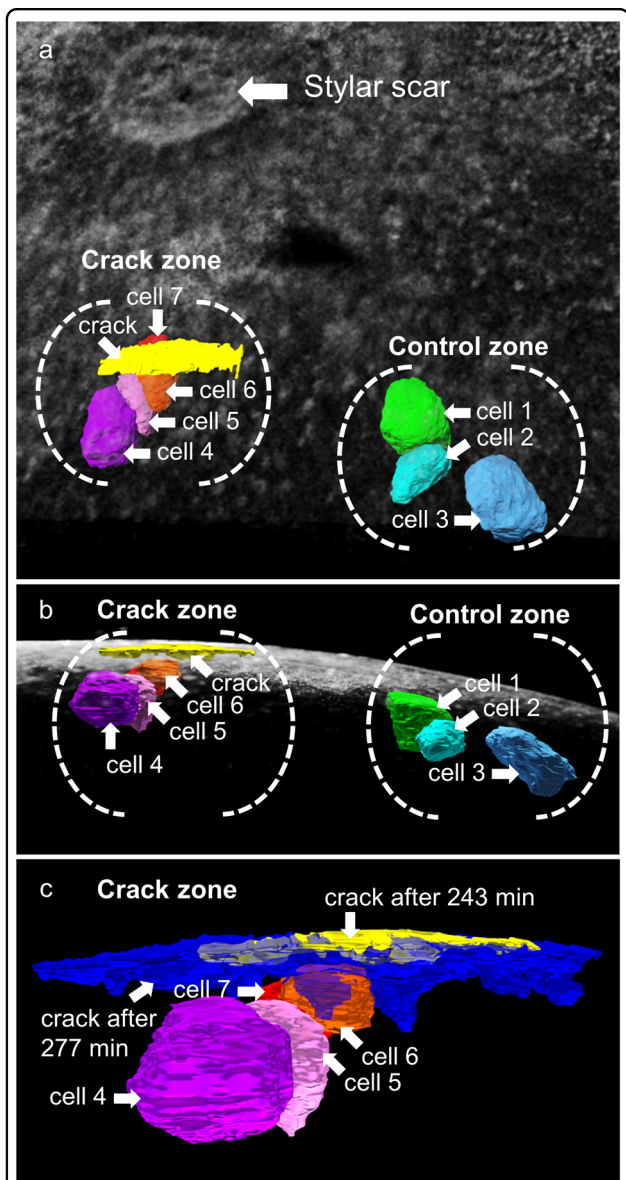 a
Stylar scar
Crack zone
cell 7
crack
cell 6
cell 5
cell 4
Control zone
cell 1
cell 2
cell 3
b
Crack zone
crack
cell 6
cell 5
cell 4
Control zone
cell 1
cell 2
cell 3
c
Crack zone
crack after 243 min
cell 7
crack after
277 min
cell 6
cell 5
cell 4